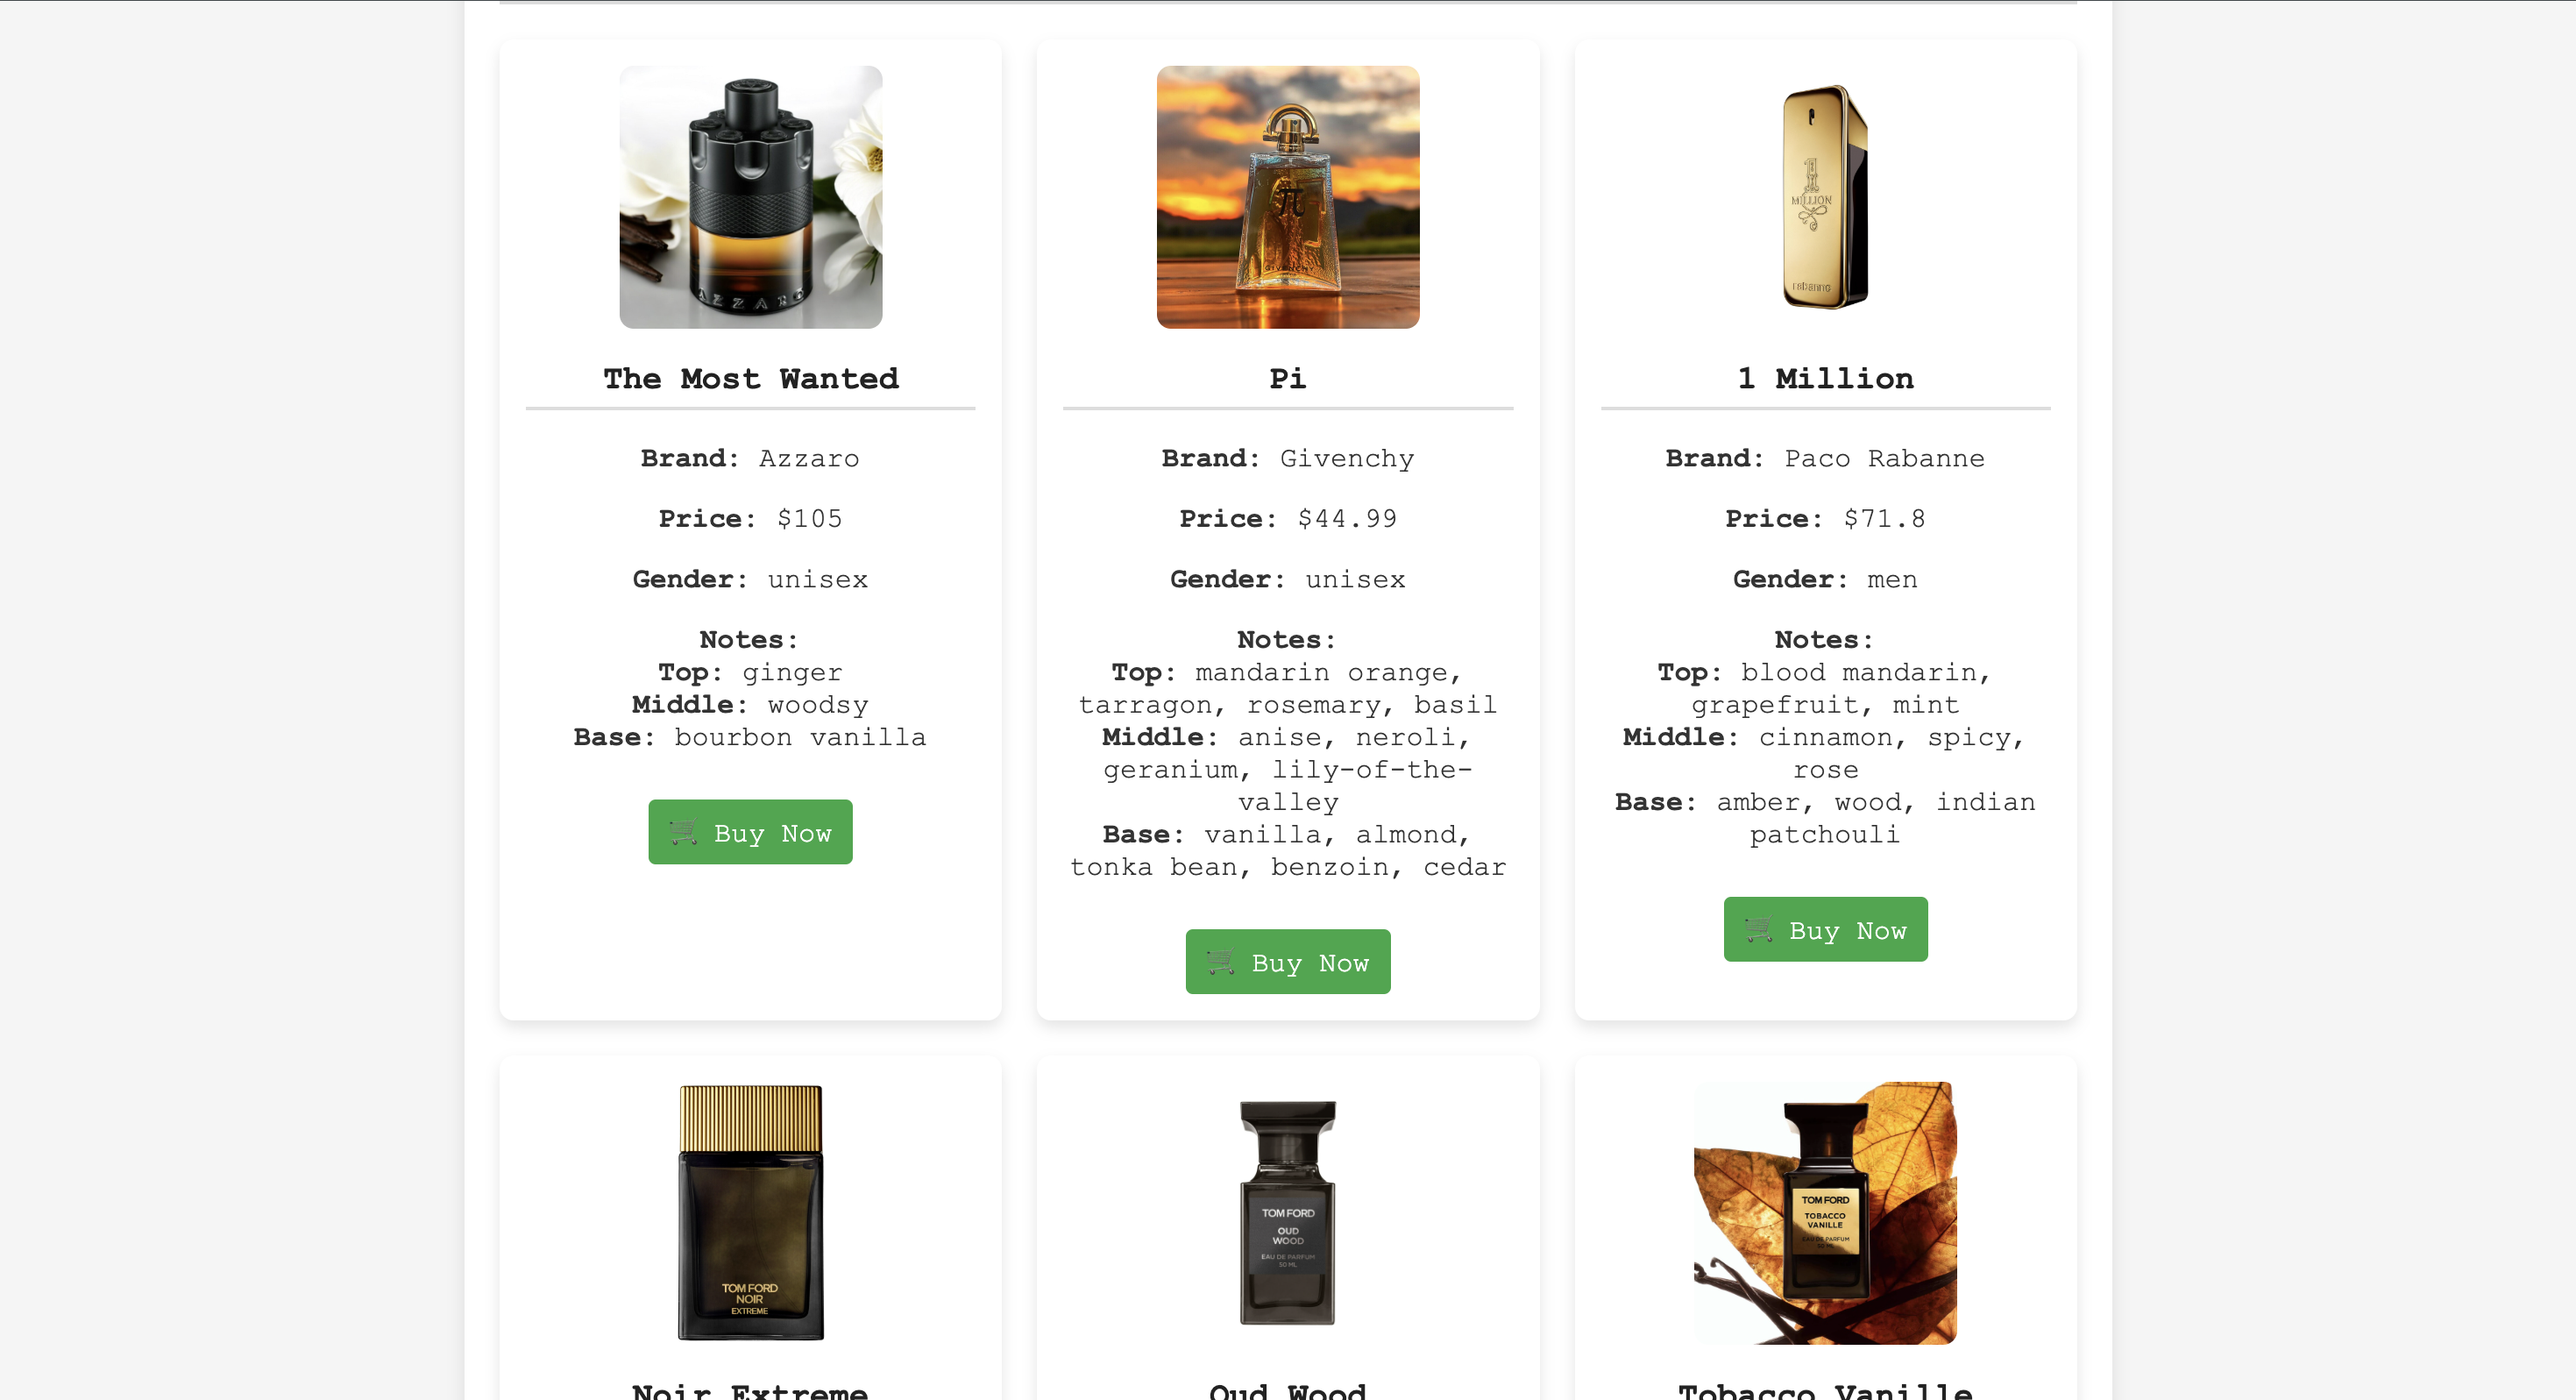 AZZARO
π
GIVENCHY
1
MILLION
rabanne
The Most Wanted
Brand: Azzaro
Price: $105
Gender: unisex
Notes:
Top: ginger
Middle: woodsy
Base: bourbon vanilla
🛒 Buy Now
Pi
Brand: Givenchy
Price: $44.99
Gender: unisex
Notes:
Top: mandarin orange,
tarragon, rosemary, basil
Middle: anise, neroli,
geranium, lily-of-the-
valley
Base: vanilla, almond,
tonka bean, benzoin, cedar
🛒 Buy Now
1 Million
Brand: Paco Rabanne
Price: $71.8
Gender: men
Notes:
Top: blood mandarin,
grapefruit, mint
Middle: cinnamon, spicy,
rose
Base: amber, wood, indian
patchouli
🛒 Buy Now
TOM FORD
NOIR
EXTREME
Noir Extreme
TOM FORD
OUD
WOOD
EAU DE PARFUM
50 ML
Oud Wood
TOM FORD
TOBACCO
VANILLE
EAU DE PARFUM
50 ML
Tobacco Vanille